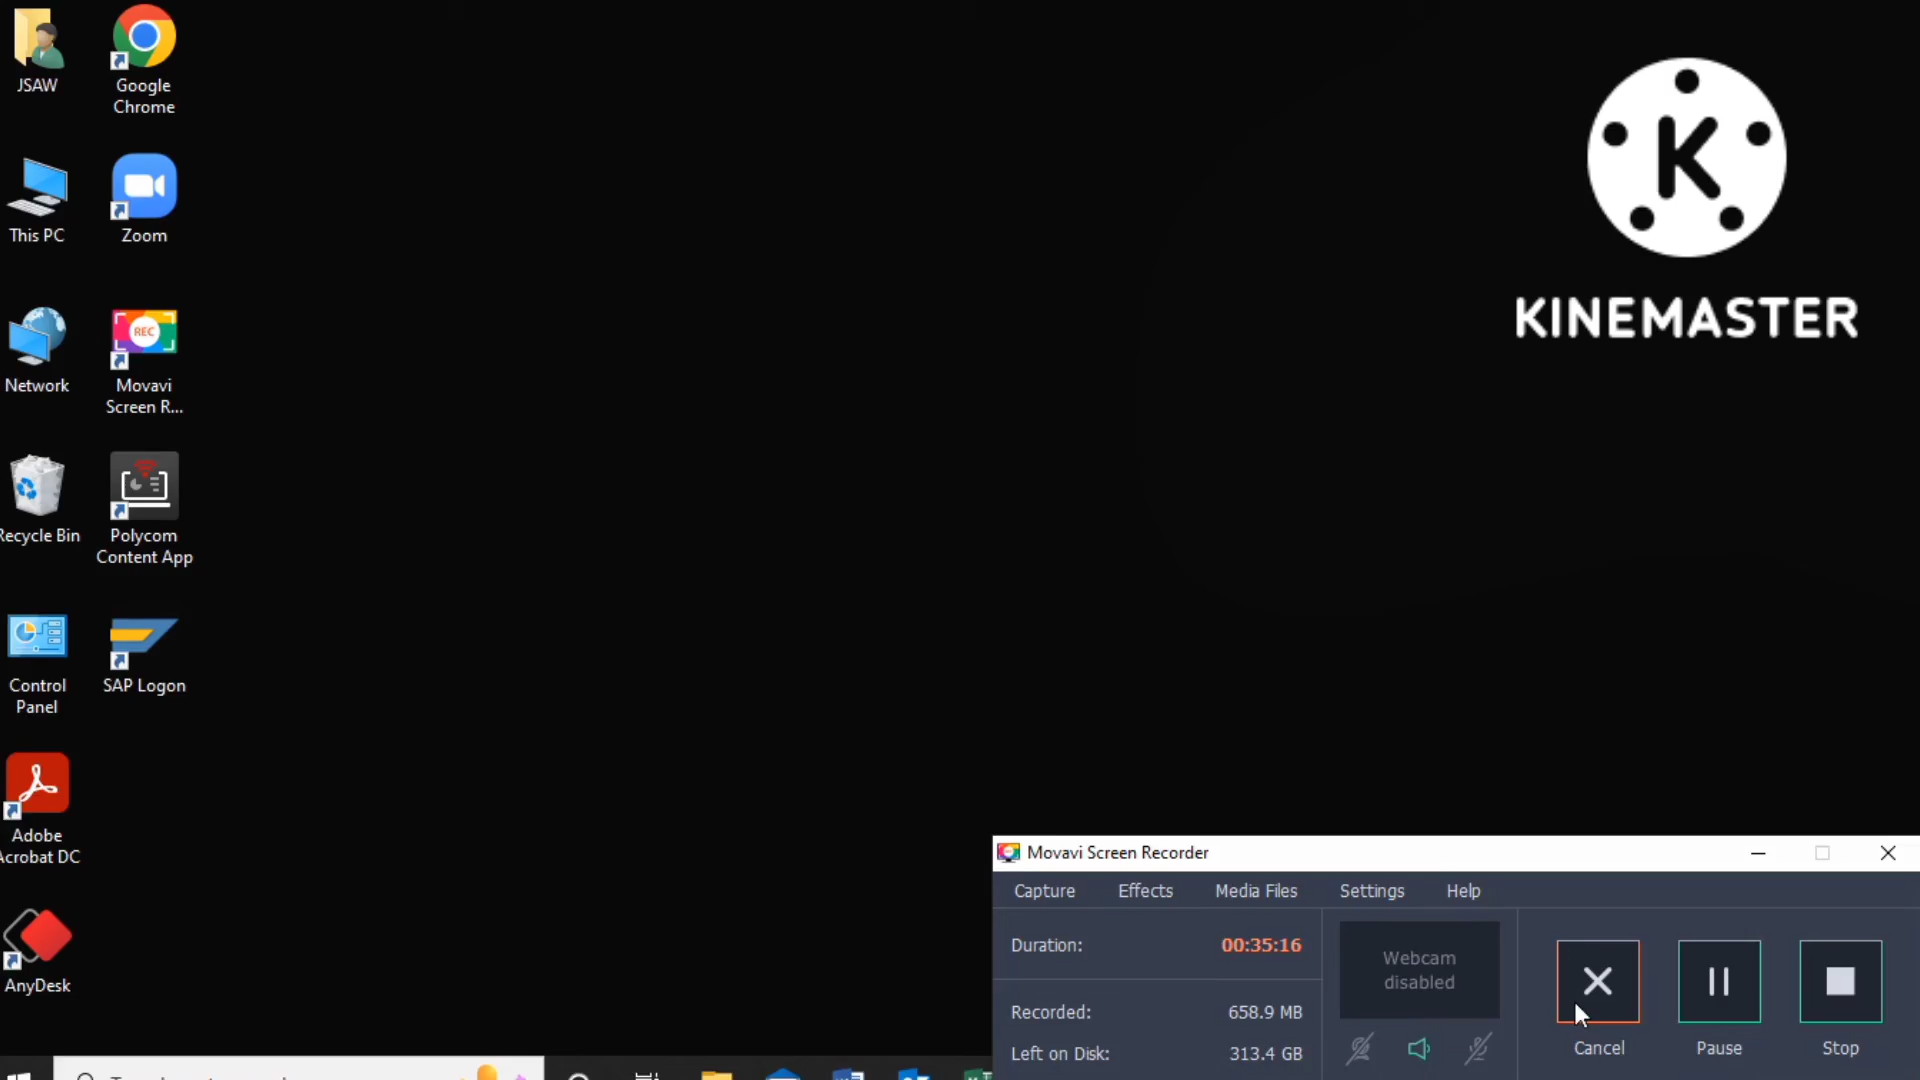 JSAW
Google
Chrome
This PC
Zoom
Network
REC
Movavi
Screen R...
Recycle Bin
Polycom
Content App
Control
Panel
SAP Logon
Adobe
Acrobat DC
AnyDesk
K
KINEMASTER
Movavi Screen Recorder
Capture Effects Media Files Settings Help
Duration: 00:35:16
Webcam
disabled
Recorded: 658.9 MB
Left on Disk: 313.4 GB
Cancel Pause Stop